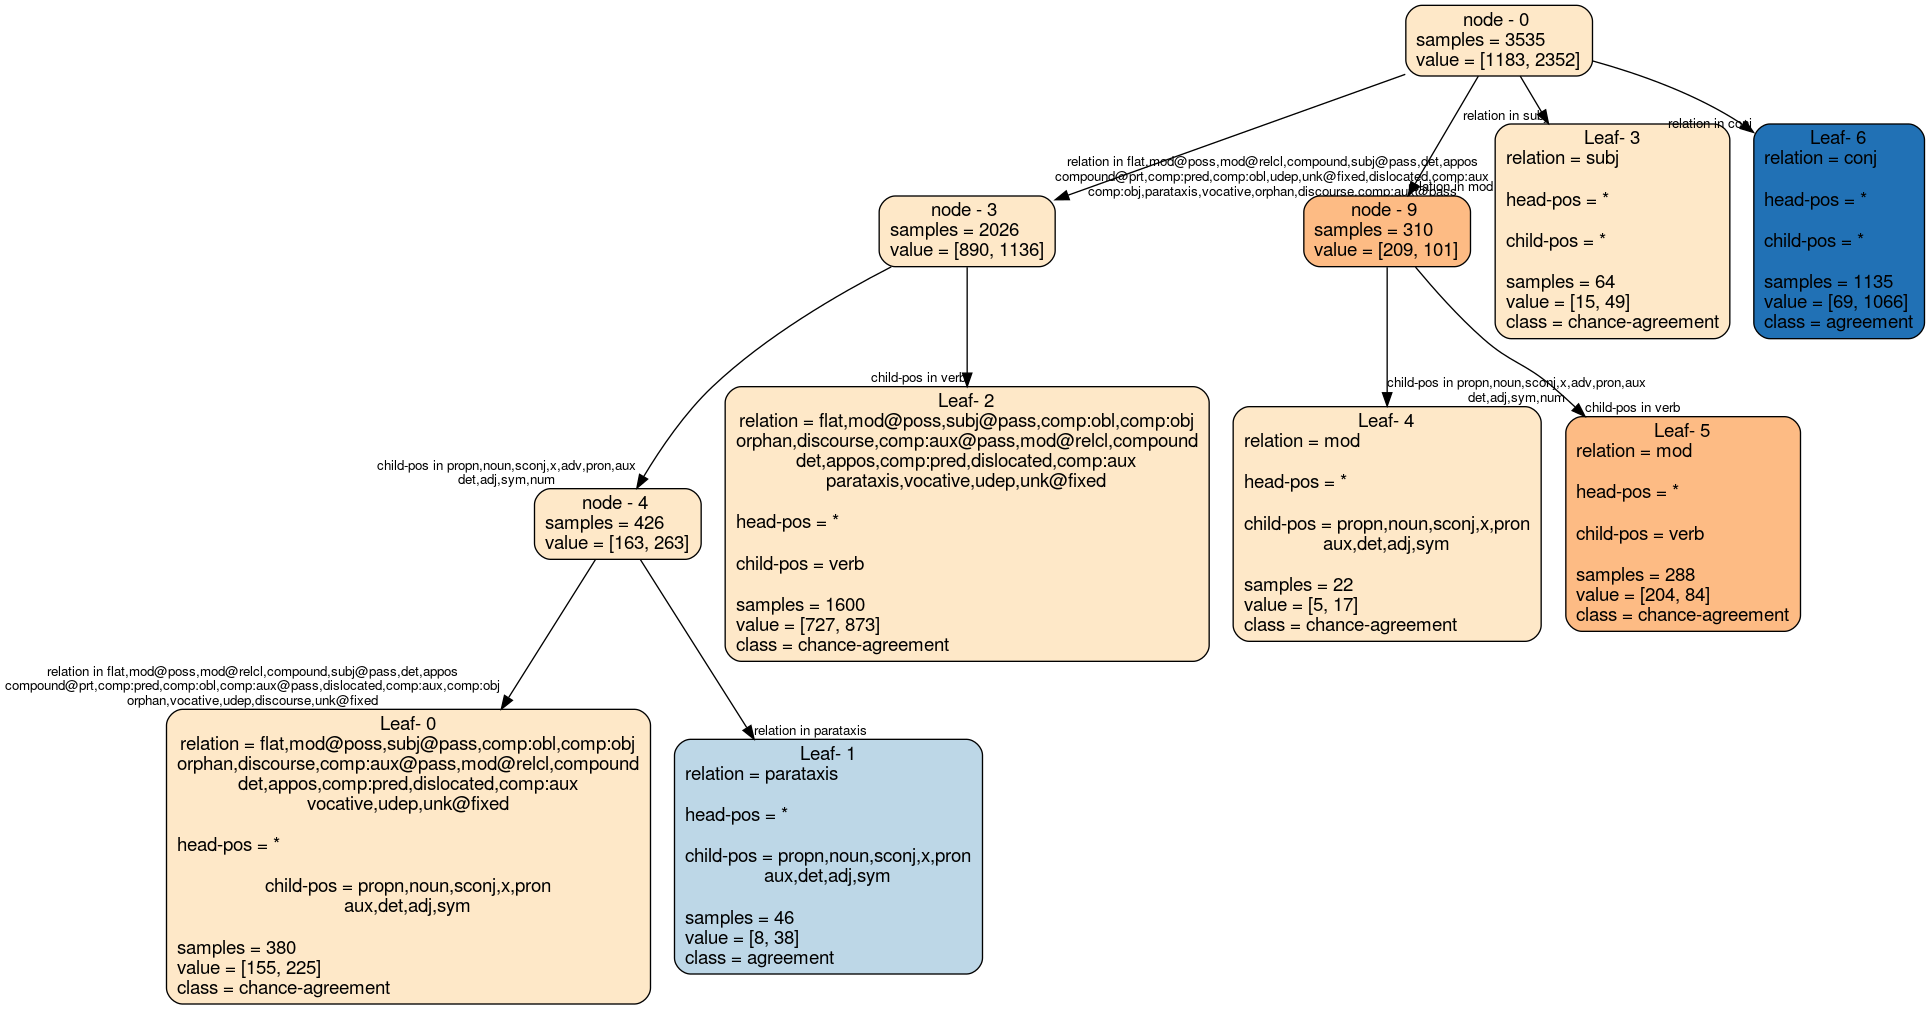 node - 0
samples = 3535
value = [1183, 2352]
relation in subj
relation in conj
relation in flat,mod@poss,mod@relcl,compound,subj@pass,det,appos
compound@prt,comp:pred,comp:obl,udep,unk@fixed,dislocated,comp:aux
comp:obj,parataxis,vocative,orphan,discourse,comp:aux@pass
relation in mod
node - 3
samples = 2026
value = [890, 1136]
node - 9
samples = 310
value = [209, 101]
Leaf- 3
relation = subj
head-pos = *
child-pos = *
samples = 64
value = [15, 49]
class = chance-agreement
Leaf- 6
relation = conj
head-pos = *
child-pos = *
samples = 1135
value = [69, 1066]
class = agreement
child-pos in propn,noun,sconj,x,adv,pron,aux
det,adj,sym,num
child-pos in verb
child-pos in propn,noun,sconj,x,adv,pron,aux
det,adj,sym,num
child-pos in verb
node - 4
samples = 426
value = [163, 263]
Leaf- 2
relation = flat,mod@poss,subj@pass,comp:obl,comp:obj
orphan,discourse,comp:aux@pass,mod@relcl,compound
det,appos,comp:pred,dislocated,comp:aux
parataxis,vocative,udep,unk@fixed
head-pos = *
child-pos = verb
samples = 1600
value = [727, 873]
class = chance-agreement
Leaf- 4
relation = mod
head-pos = *
child-pos = propn,noun,sconj,x,pron
aux,det,adj,sym
samples = 22
value = [5, 17]
class = chance-agreement
Leaf- 5
relation = mod
head-pos = *
child-pos = verb
samples = 288
value = [204, 84]
class = chance-agreement
relation in flat,mod@poss,mod@relcl,compound,subj@pass,det,appos
compound@prt,comp:pred,comp:obl,comp:aux@pass,dislocated,comp:aux,comp:obj
orphan,vocative,udep,discourse,unk@fixed
relation in parataxis
Leaf- 0
relation = flat,mod@poss,subj@pass,comp:obl,comp:obj
orphan,discourse,comp:aux@pass,mod@relcl,compound
det,appos,comp:pred,dislocated,comp:aux
vocative,udep,unk@fixed
head-pos = *
child-pos = propn,noun,sconj,x,pron
aux,det,adj,sym
samples = 380
value = [155, 225]
class = chance-agreement
Leaf- 1
relation = parataxis
head-pos = *
child-pos = propn,noun,sconj,x,pron
aux,det,adj,sym
samples = 46
value = [8, 38]
class = agreement